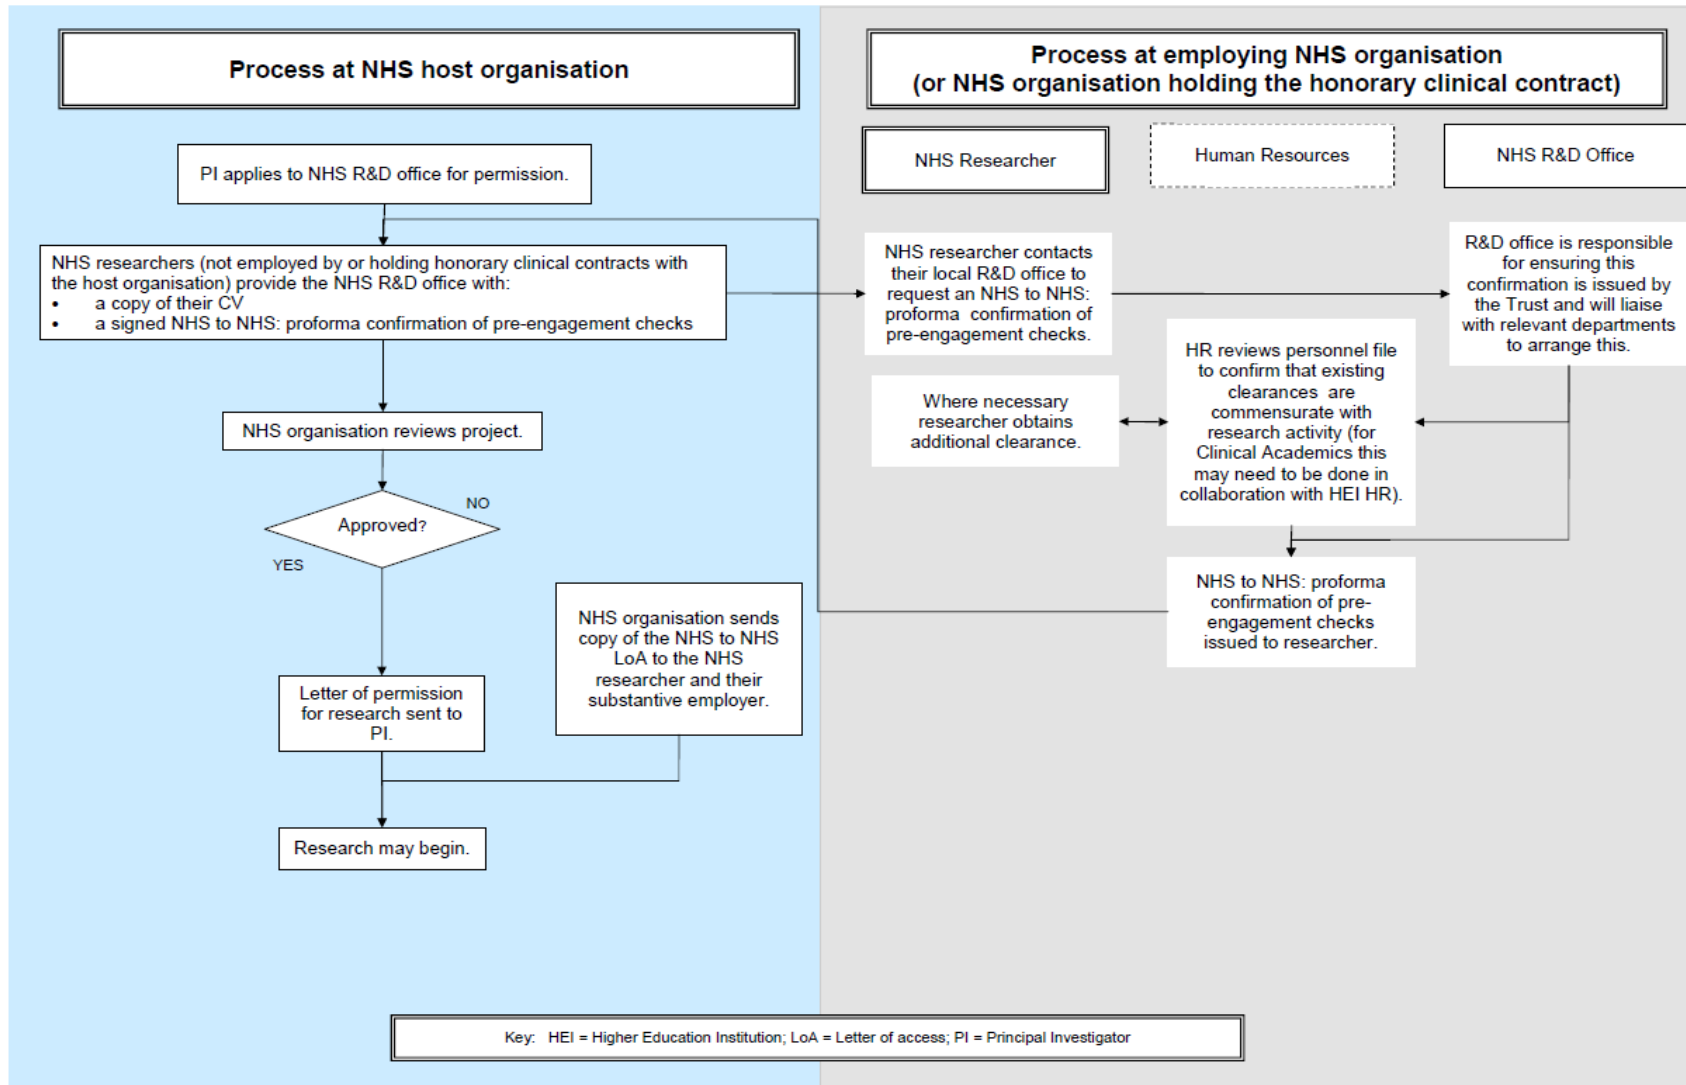 Process at NHS host organisation
Process at employing NHS organisation
(or NHS organisation holding the honorary clinical contract)
NHS Researcher
Human Resources
NHS R&D Office
PI applies to NHS R&D office for permission.
NHS researchers (not employed by or holding honorary clinical contracts with
the host organisation) provide the NHS R&D office with:
• a copy of their CV
• a signed NHS to NHS: proforma confirmation of pre-engagement checks
NHS organisation reviews project.
Approved?
NO
YES
Letter of permission
for research sent to
PI.
NHS organisation sends
copy of the NHS to NHS
LoA to the NHS
researcher and their
substantive employer.
Research may begin.
NHS researcher contacts
their local R&D office to
request an NHS to NHS:
proforma confirmation of
pre-engagement checks.
R&D office is responsible
for ensuring this
confirmation is issued by
the Trust and will liaise
with relevant departments
to arrange this.
HR reviews personnel file
to confirm that existing
clearances are
commensurate with
research activity (for
Clinical Academics this
may need to be done in
collaboration with HEI HR).
Where necessary
researcher obtains
additional clearance.
NHS to NHS: proforma
confirmation of pre-
engagement checks
issued to researcher.
Key: HEI = Higher Education Institution; LoA = Letter of access; PI = Principal Investigator